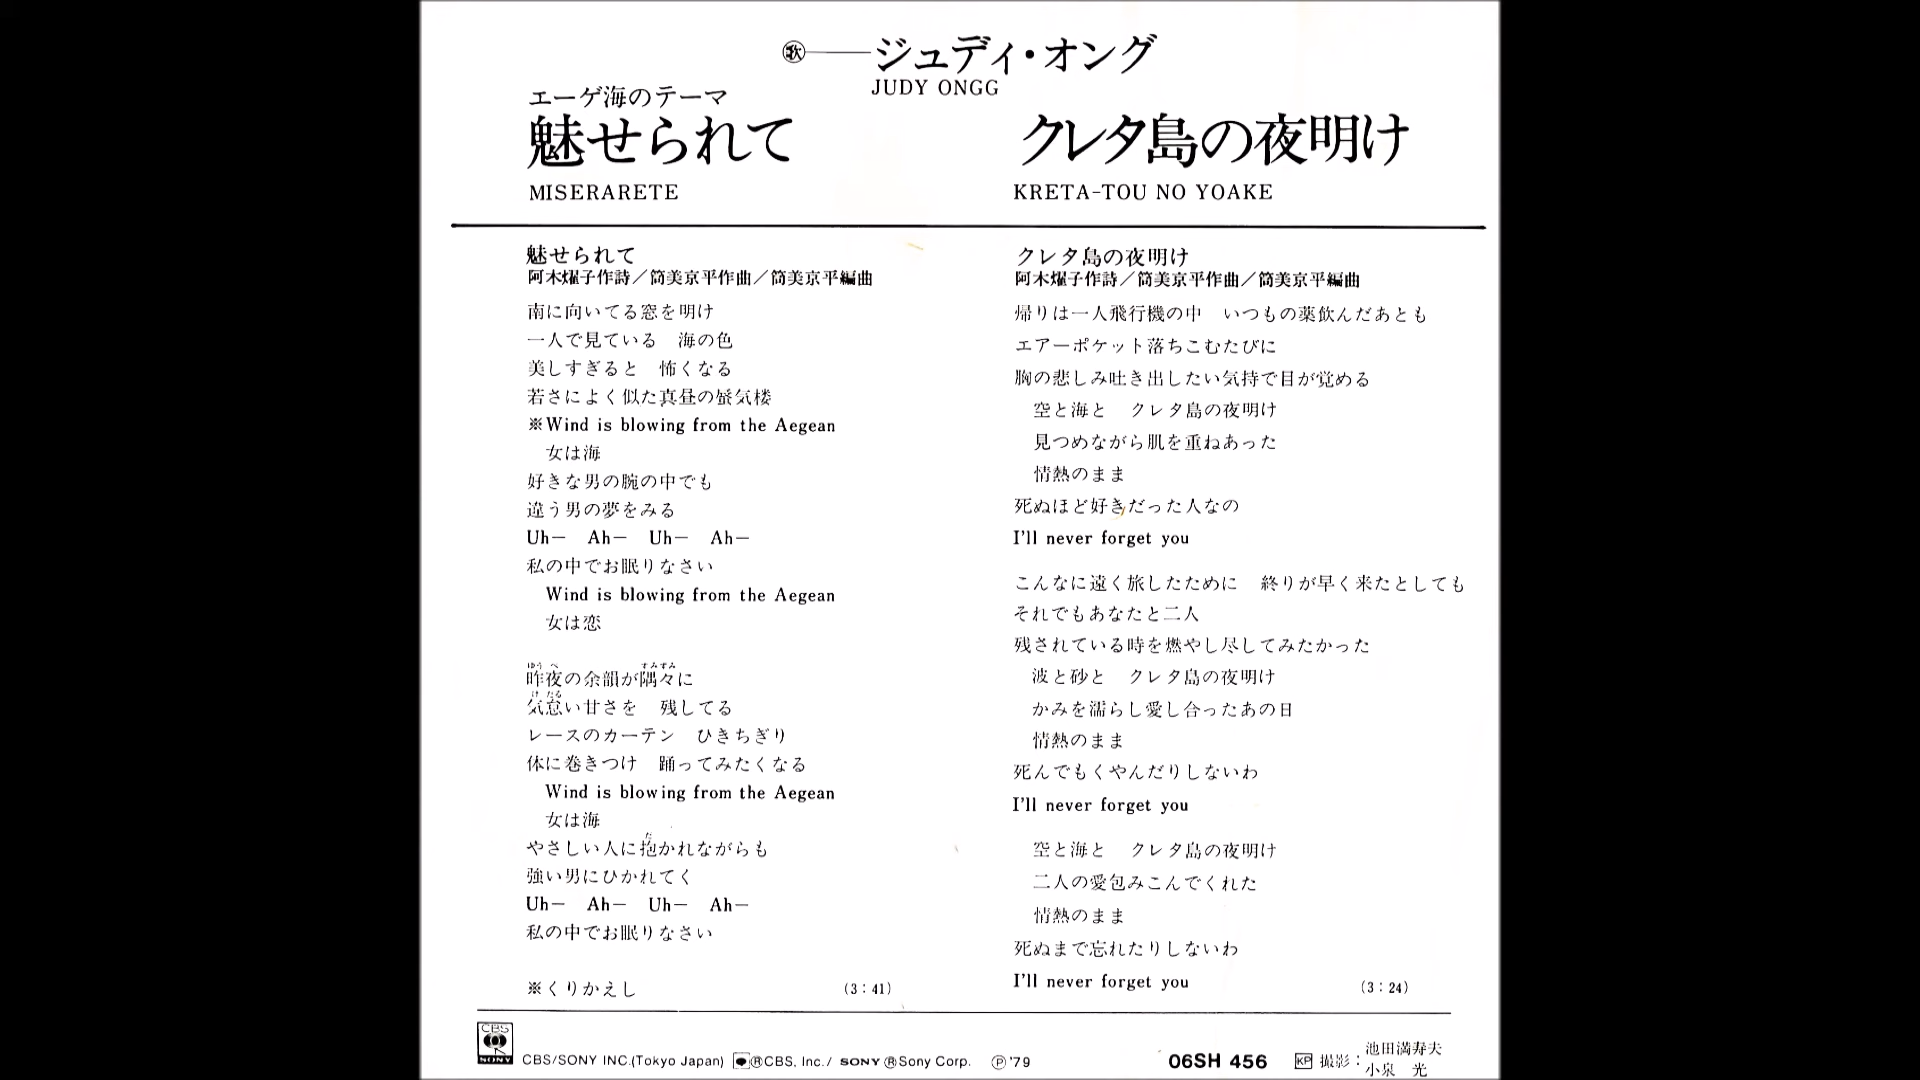 歌 ジュディ・オング
JUDY ONGG
エーゲ海のテーマ
魅せられて
MISERARETE
クレタ島の夜明け
KRETA-TOU NO YOAKE
魅せられて
阿木燿子作詩／筒美京平作曲／筒美京平編曲
南に向いてる窓を明け
一人で見ている　海の色
美しすぎると　怖くなる
若さによく似た真昼の蜃気楼
※Wind is blowing from the Aegean
女は海
好きな男の腕の中でも
違う男の夢をみる
Uh—　Ah—　Uh—　Ah—
私の中でお眠りなさい
Wind is blowing from the Aegean
女は恋
ゆうべ　すみずみ
昨夜の余韻が隅々に
けだる
気怠い甘さを　残してる
レースのカーテン　ひきちぎり
体に巻きつけ　踊ってみたくなる
Wind is blowing from the Aegean
女は海
だ
やさしい人に抱かれながらも
強い男にひかれてく
Uh—　Ah—　Uh—　Ah—
私の中でお眠りなさい
※くりかえし　(3：41)
クレタ島の夜明け
阿木燿子作詩／筒美京平作曲／筒美京平編曲
帰りは一人飛行機の中　いつもの薬飲んだあとも
エアーポケット落ちこむたびに
胸の悲しみ吐き出したい気持で目が覚める
空と海と　クレタ島の夜明け
見つめながら肌を重ねあった
情熱のまま
死ぬほど好きだった人なの
I'll never forget you
こんなに遠く旅したために　終りが早く来たとしても
それでもあなたと二人
残されている時を燃やし尽してみたかった
波と砂と　クレタ島の夜明け
かみを濡らし愛し合ったあの日
情熱のまま
死んでもくやんだりしないわ
I'll never forget you
空と海と　クレタ島の夜明け
二人の愛包みこんでくれた
情熱のまま
死ぬまで忘れたりしないわ
I'll never forget you　(3：24)
CBS
SONY
CBS/SONY INC.(Tokyo Japan) ®CBS, Inc./ SONY ®Sony Corp. Ⓟ'79
06SH 456
KP 撮影：池田満寿夫
小泉　光